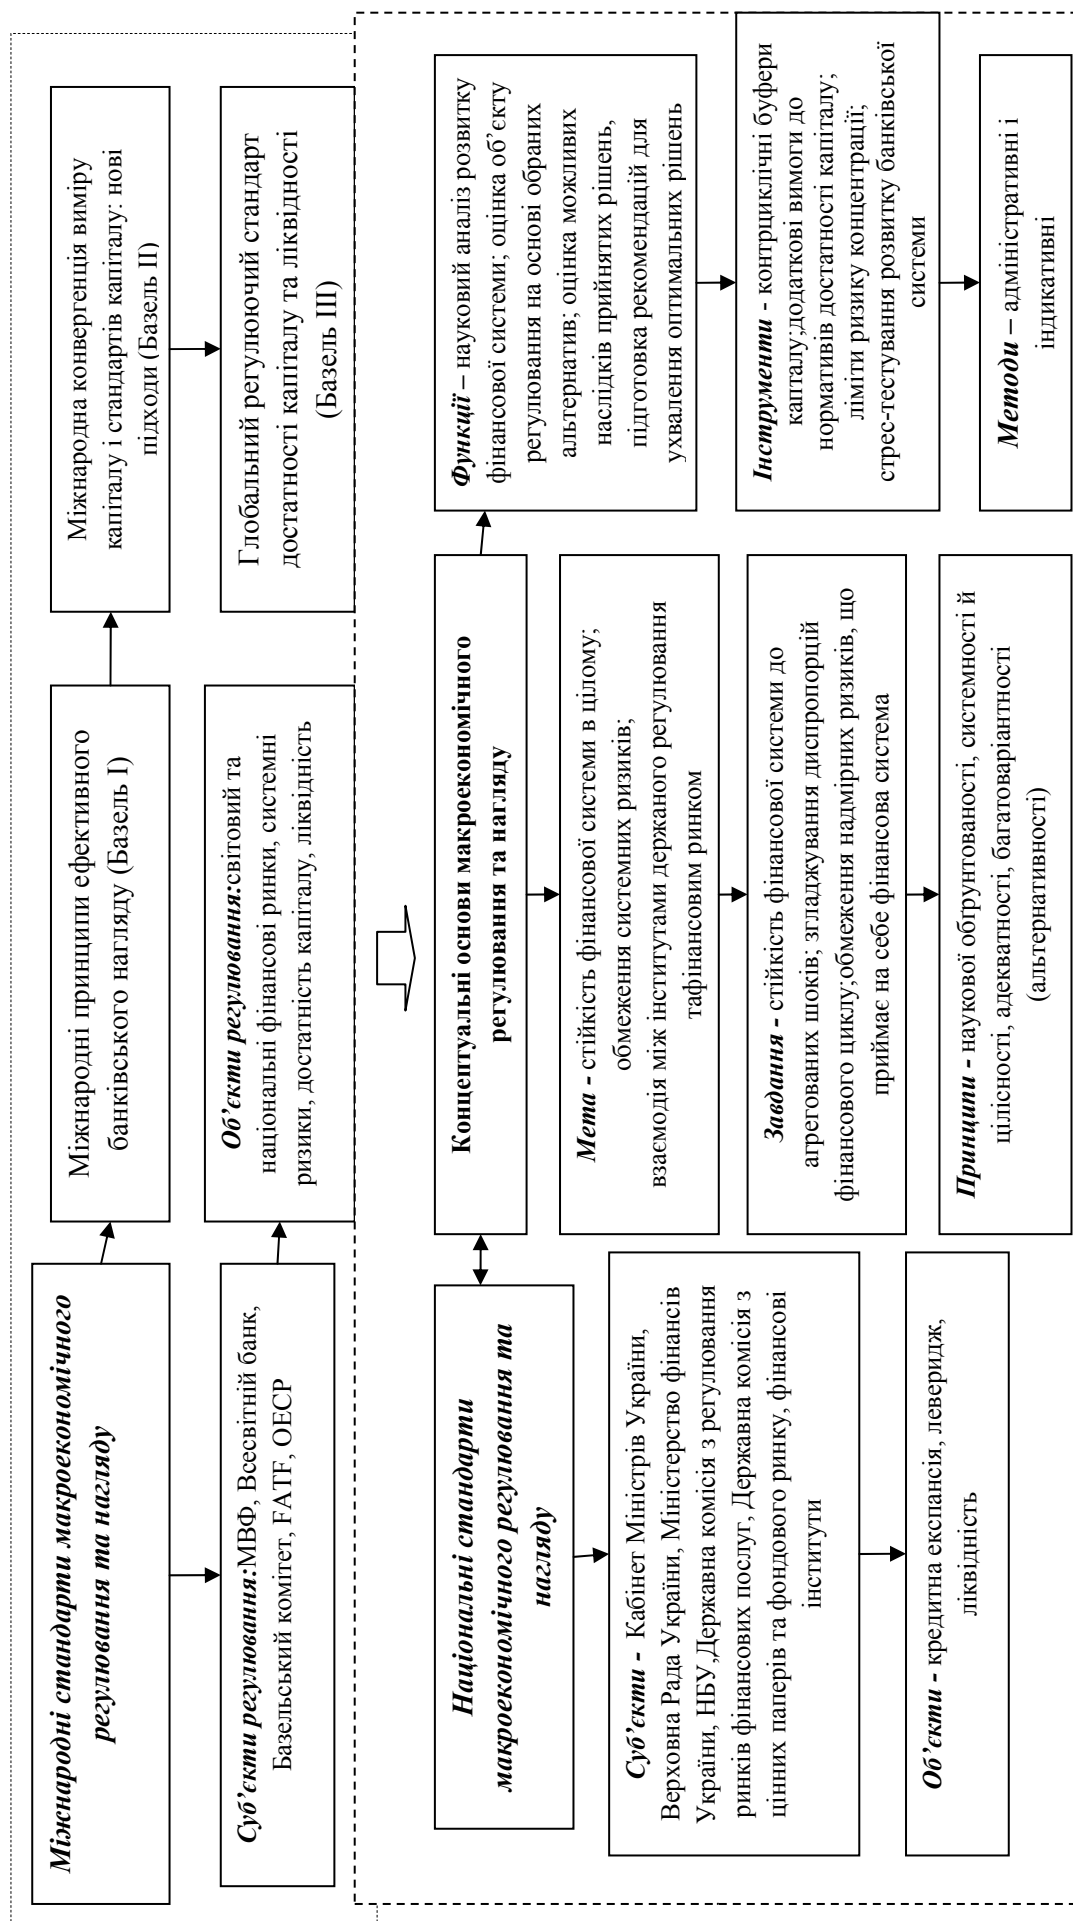 Міжнародні стандарти макроекономічного
регулювання та нагляду
Міжнародні принципи ефективного
банківського нагляду (Базель I)
Міжнародна конвергенція виміру
капіталу і стандартів капіталу: нові
підходи (Базель II)
Суб’єкти регулювання:МВФ, Всесвітній банк,
Базельський комітет, FATF, ОЕСР
Об’єкти регулювання:світовий та
національні фінансові ринки, системні
ризики, достатність капіталу, ліквідність
Глобальний регулюючий стандарт
достатності капіталу та ліквідності
(Базель III)
Національні стандарти
макроекономічного регулювання та
нагляду
Концептуальні основи макроекономічного
регулювання та нагляду
Функції – науковий аналіз розвитку
фінансової системи; оцінка об’єкту
регулювання на основі обраних
альтернатив; оцінка можливих
наслідків прийнятих рішень,
підготовка рекомендацій для
ухвалення оптимальних рішень
Суб’єкти - Кабінет Міністрів України,
Верховна Рада України, Міністерство фінансів
України, НБУ,Державна комісія з регулювання
ринків фінансових послуг, Державна комісія з
цінних паперів та фондового ринку, фінансові
інститути
Мета - стійкість фінансової системи в цілому;
обмеження системних ризиків;
взаємодія між інститутами держаного регулювання
тафінансовим ринком
Інструменти - контрциклічні буфери
капталу;додаткові вимоги до
нормативів достатності капіталу;
ліміти ризику концентрації;
стрес-тестування розвитку банківської
системи
Завдання - стійкість фінансової системи до
агрегованих шоків; згладжування диспропорцій
фінансового циклу;обмеження надмірних ризиків, що
приймає на себе фінансова система
Об’єкти - кредитна експансія, леверидж,
ліквідність
Принципи - наукової обґрунтованості, системності й
цілісності, адекватності, багатоваріантності
(альтернативності)
Методи – адміністративні і
індикативні